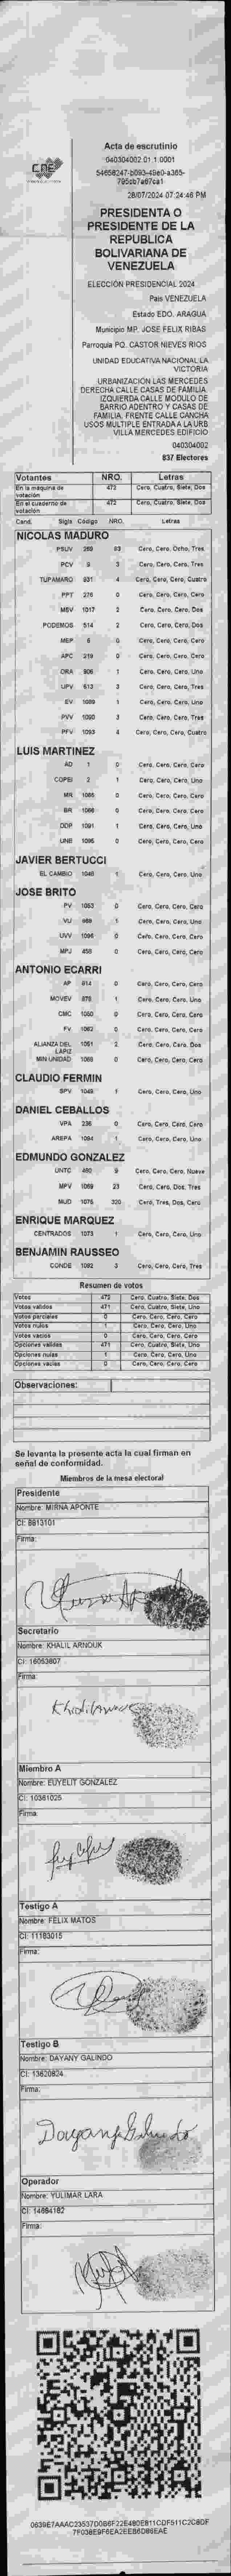 Acta de escrutinio
040304002.01.1.0001
54658247-b093-49e0-a365-
795cb7a67ca1
28/07/2024 07:24:46 PM
PRESIDENTA O
PRESIDENTE DE LA
REPUBLICA
BOLIVARIANA DE
VENEZUELA
ELECCIÓN PRESIDENCIAL 2024
País VENEZUELA
Estado EDO. ARAGUA
Municipio MP. JOSE FELIX RIBAS
Parroquia PQ. CASTOR NIEVES RIOS
UNIDAD EDUCATIVA NACIONAL LA
VICTORIA
URBANIZACIÓN LAS MERCEDES
DERECHA CALLE CASAS DE FAMILIA.
IZQUIERDA CALLE MODULO DE
BARRIO ADENTRO Y CASAS DE
FAMILIA. FRENTE CALLE CANCHA
USOS MULTIPLE ENTRADA A LA URB
VILLA MERCEDES EDIFICIO
040304002
837 Electores
Votantes NRO. Letras
En la máquina de votación 472 Cero, Cuatro, Siete, Dos
En el cuaderno de votación 472 Cero, Cuatro, Siete, Dos
Cand. Sigla Código NRO. Letras
NICOLAS MADURO
PSUV 269 83 Cero, Cero, Ocho, Tres
PCV 9 3 Cero, Cero, Cero, Tres
TUPAMARO 631 4 Cero, Cero, Cero, Cuatro
PPT 276 0 Cero, Cero, Cero, Cero
MSV 1017 2 Cero, Cero, Cero, Dos
PODEMOS 514 2 Cero, Cero, Cero, Dos
MEP 6 0 Cero, Cero, Cero, Cero
APC 219 0 Cero, Cero, Cero, Cero
ORA 906 1 Cero, Cero, Cero, Uno
UPV 613 3 Cero, Cero, Cero, Tres
EV 1089 1 Cero, Cero, Cero, Uno
PVV 1090 3 Cero, Cero, Cero, Tres
PFV 1093 4 Cero, Cero, Cero, Cuatro
LUIS MARTINEZ
AD 1 0 Cero, Cero, Cero, Cero
COPEI 2 1 Cero, Cero, Cero, Uno
MR 1065 0 Cero, Cero, Cero, Cero
BR 1066 0 Cero, Cero, Cero, Cero
DDP 1091 1 Cero, Cero, Cero, Uno
UNE 1095 0 Cero, Cero, Cero, Cero
JAVIER BERTUCCI
EL CAMBIO 1048 1 Cero, Cero, Cero, Uno
JOSE BRITO
PV 1053 0 Cero, Cero, Cero, Cero
VU 969 1 Cero, Cero, Cero, Uno
UVV 1096 0 Cero, Cero, Cero, Cero
MPJ 458 0 Cero, Cero, Cero, Cero
ANTONIO ECARRI
AP 914 0 Cero, Cero, Cero, Cero
MOVEV 878 1 Cero, Cero, Cero, Uno
CMC 1050 0 Cero, Cero, Cero, Cero
FV 1062 0 Cero, Cero, Cero, Cero
ALIANZA DEL LAPIZ 1051 2 Cero, Cero, Cero, Dos
MIN UNIDAD 1068 0 Cero, Cero, Cero, Cero
CLAUDIO FERMIN
SPV 1049 1 Cero, Cero, Cero, Uno
DANIEL CEBALLOS
VPA 236 0 Cero, Cero, Cero, Cero
AREPA 1094 1 Cero, Cero, Cero, Uno
EDMUNDO GONZALEZ
UNTC 460 9 Cero, Cero, Cero, Nueve
MPV 1069 23 Cero, Cero, Dos, Tres
MUD 1075 320 Cero, Tres, Dos, Cero
ENRIQUE MARQUEZ
CENTRADOS 1073 1 Cero, Cero, Cero, Uno
BENJAMIN RAUSSEO
CONDE 1092 3 Cero, Cero, Cero, Tres
Resumen de votos
Votos 472 Cero, Cuatro, Siete, Dos
Votos válidos 471 Cero, Cuatro, Siete, Uno
Votos parciales 0 Cero, Cero, Cero, Cero
Votos nulos 1 Cero, Cero, Cero, Uno
Votos vacíos 0 Cero, Cero, Cero, Cero
Opciones válidas 471 Cero, Cuatro, Siete, Uno
Opciones nulas 1 Cero, Cero, Cero, Uno
Opciones vacías 0 Cero, Cero, Cero, Cero
Observaciones:
Se levanta la presente acta la cual firman en
señal de conformidad.
Miembros de la mesa electoral
Presidente
Nombre: MIRNA APONTE
CI: 8813101
Firma:
Secretario
Nombre: KHALIL ARNOUK
CI: 16053807
Firma:
Miembro A
Nombre: EUYELIT GONZALEZ
CI: 10361025
Firma:
Testigo A
Nombre: FELIX MATOS
CI: 11183015
Firma:
Testigo B
Nombre: DAYANY GALINDO
CI: 13620824
Firma:
Dayany Galindo
Operador
Nombre: YULIMAR LARA
CI: 14694162
Firma: